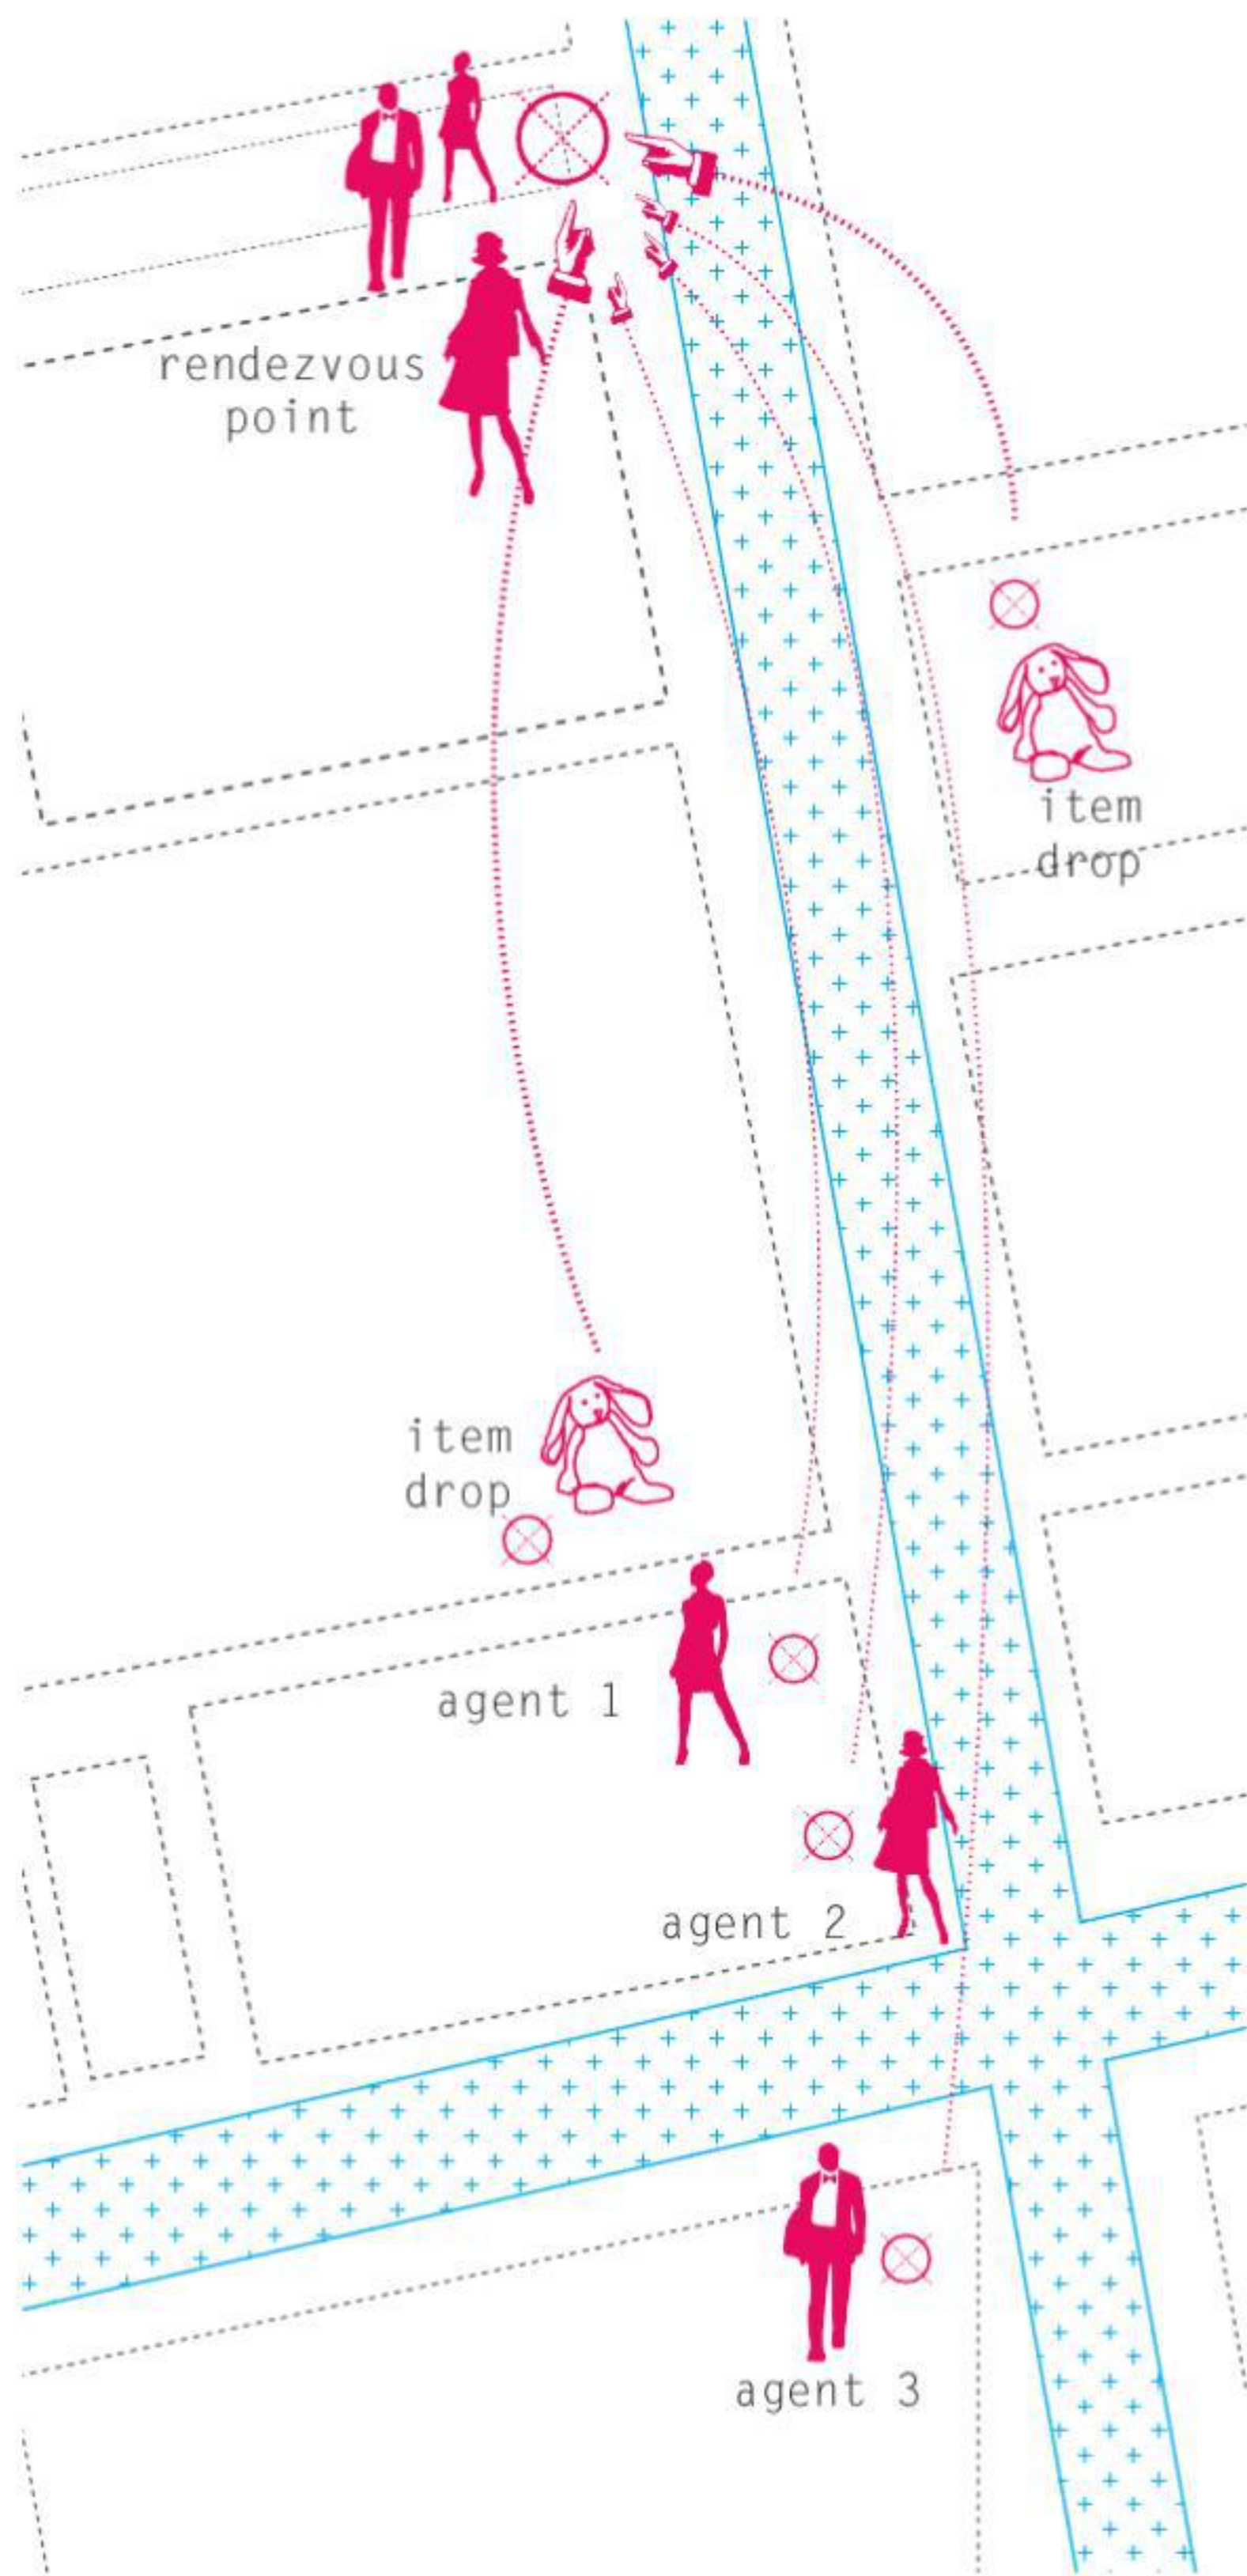 rendezvous
point
item
drop
item
drop
agent 1
agent 2
agent 3